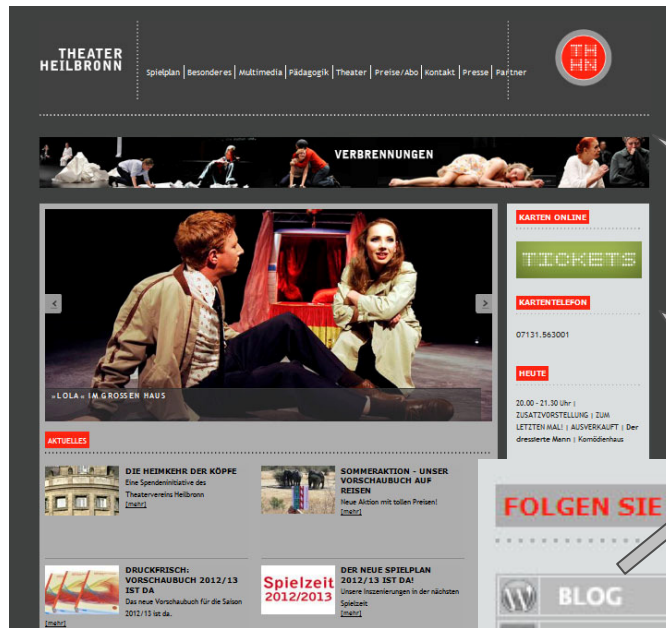 THEATER
HEILBRONN
Spielplan | Besonderes | Multimedia | Pädagogik | Theater | Preise/Abo | Kontakt | Presse | Partner
TH
HN
VERBRENNUNGEN
KARTEN ONLINE
TICKETS
KARTENTELEFON
07131.563001
HEUTE
20.00 - 21.30 Uhr |
ZUSATZVORSTELLUNG | ZUM
LETZTEN MAL! | AUSVERKAUFT | Der
dressierte Mann | Komödienhaus
< >
»LOLA« IM GROSSEN HAUS
AKTUELLES
DIE HEIMKEHR DER KÖPFE
Eine Spendeninitiative des
Theatervereins Heilbronn
[mehr]
SOMMERAKTION - UNSER
VORSCHAUBUCH AUF
REISEN
Neue Aktion mit tollen Preisen!
[mehr]
DRUCKFRISCH:
VORSCHAUBUCH 2012/13
IST DA
Das neue Vorschaubuch für die Saison
2012/13 ist da.
[mehr]
Spielzeit
2012/2013
DER NEUE SPIELPLAN
2012/13 IST DA!
Unsere Inszenierungen in der nächsten
Spielzeit
[mehr]
FOLGEN SIE
BLOG